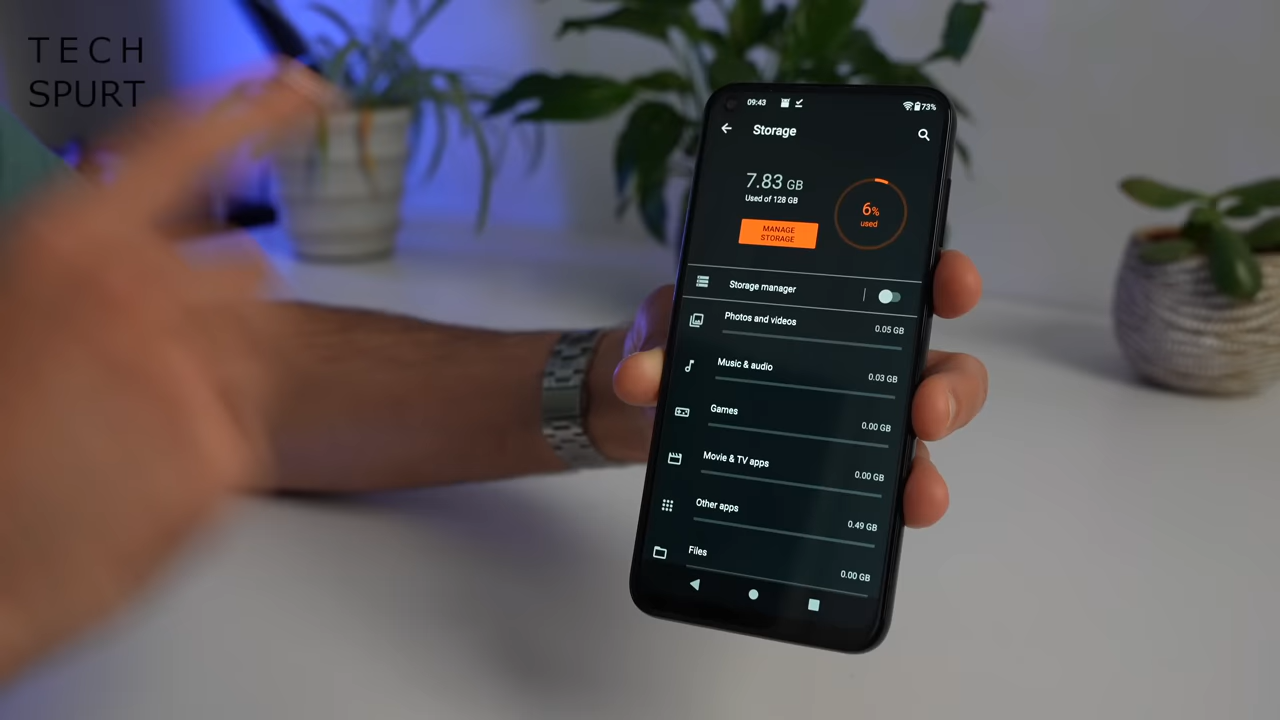 TECH
SPURT
09:43 73%
Storage
7.83 GB
Used of 128 GB
6%
used
MANAGE
STORAGE
Storage manager
Photos and videos 0.05 GB
Music & audio 0.03 GB
Games 0.00 GB
Movie & TV apps 0.00 GB
Other apps 0.49 GB
Files 0.00 GB